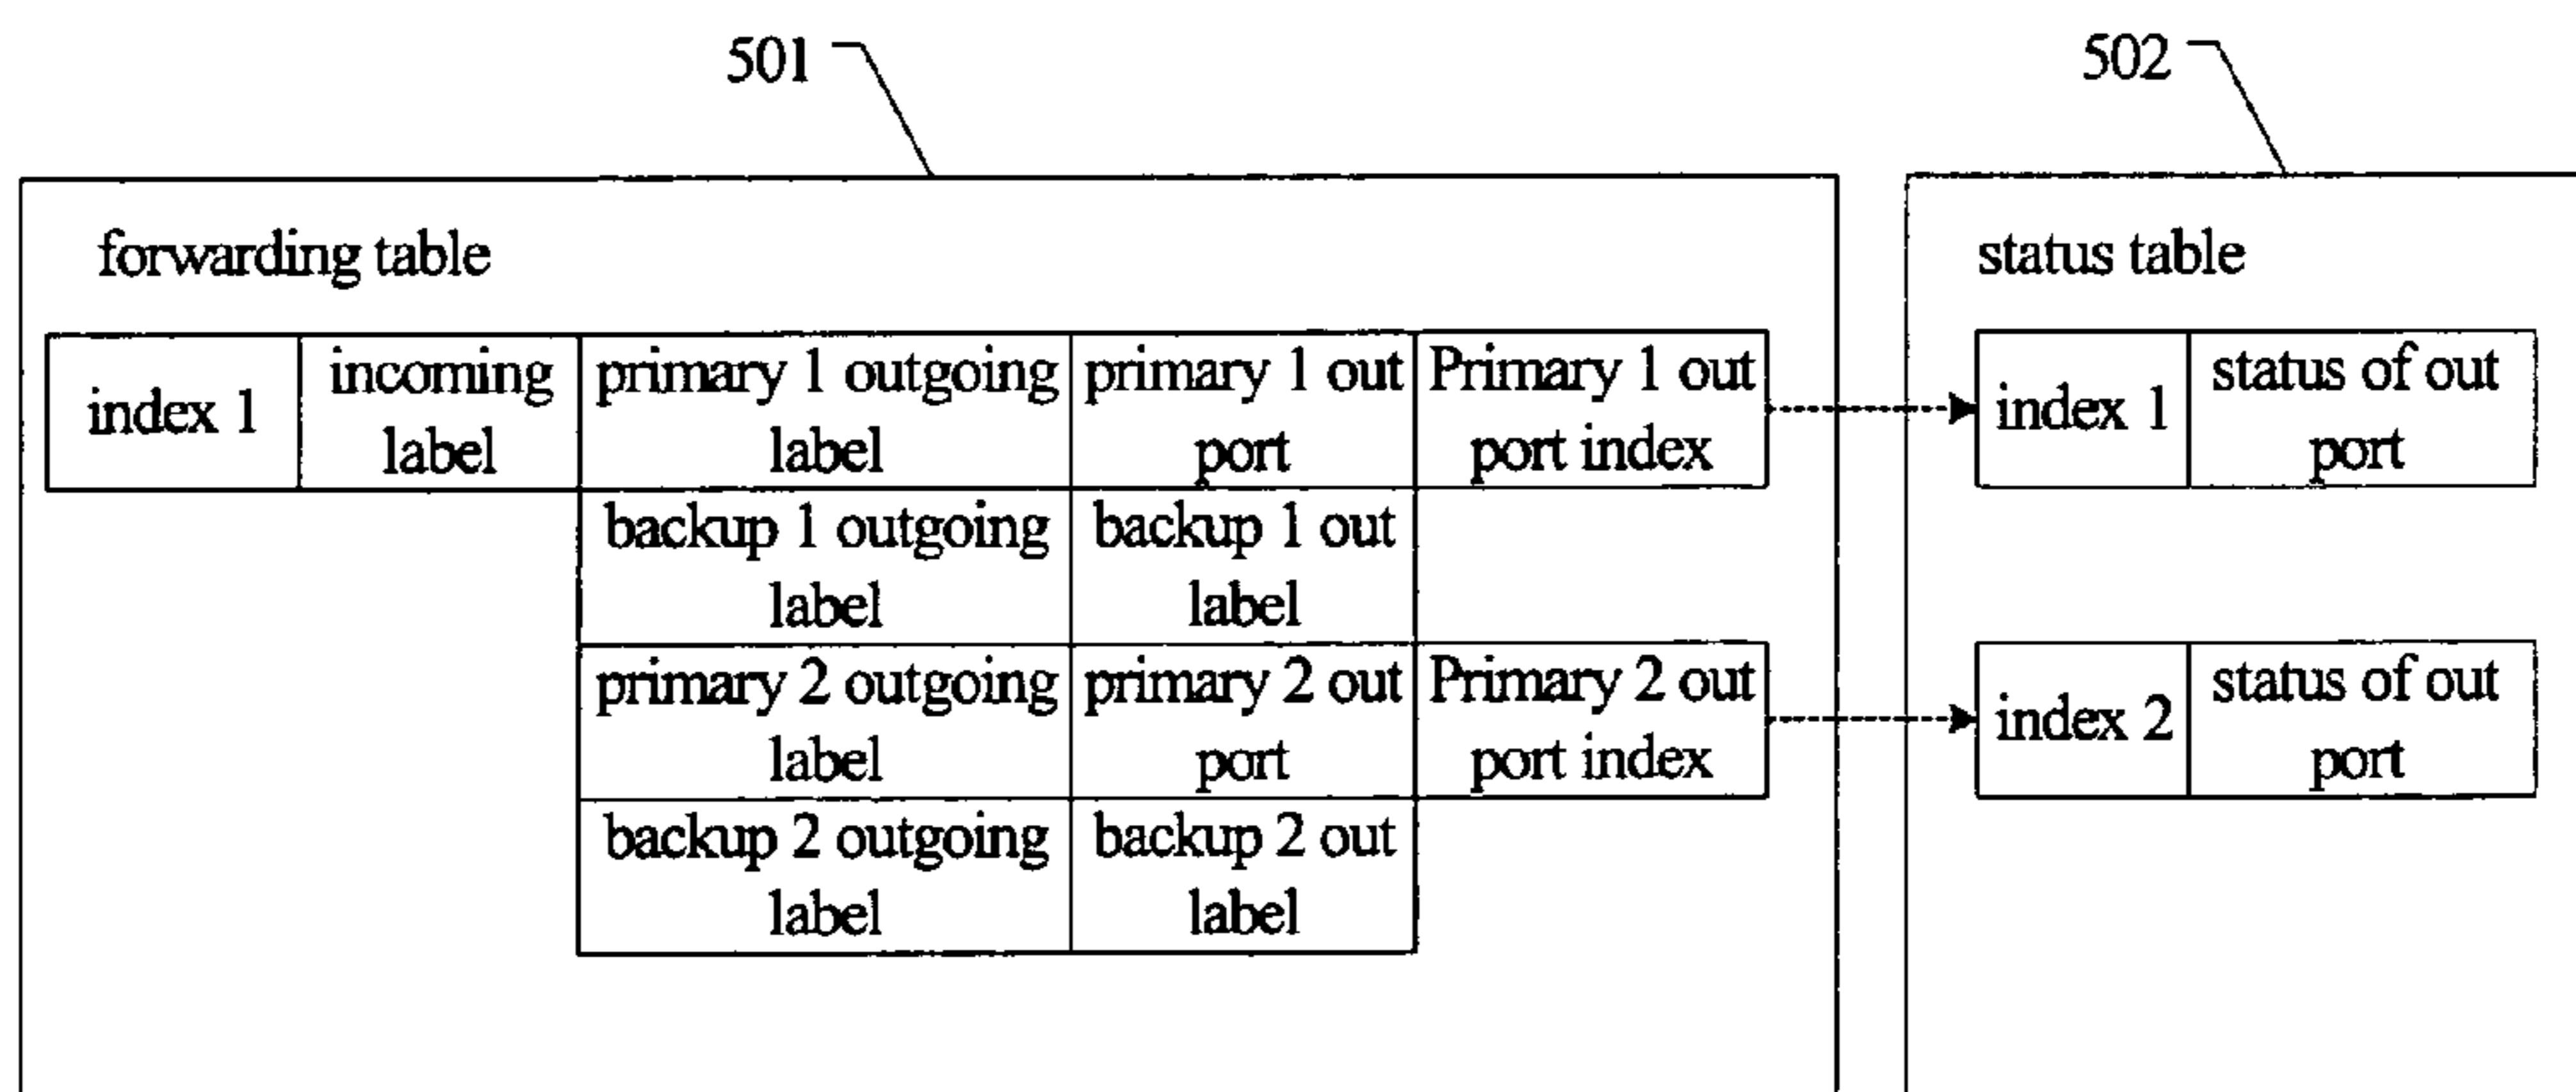 501
502
forwarding table
status table
index 1
incoming
label
primary 1 outgoing
label
primary 1 out
port
Primary 1 out
port index
index 1
status of out
port
backup 1 outgoing
label
backup 1 out
label
primary 2 outgoing
label
primary 2 out
port
Primary 2 out
port index
index 2
status of out
port
backup 2 outgoing
label
backup 2 out
label